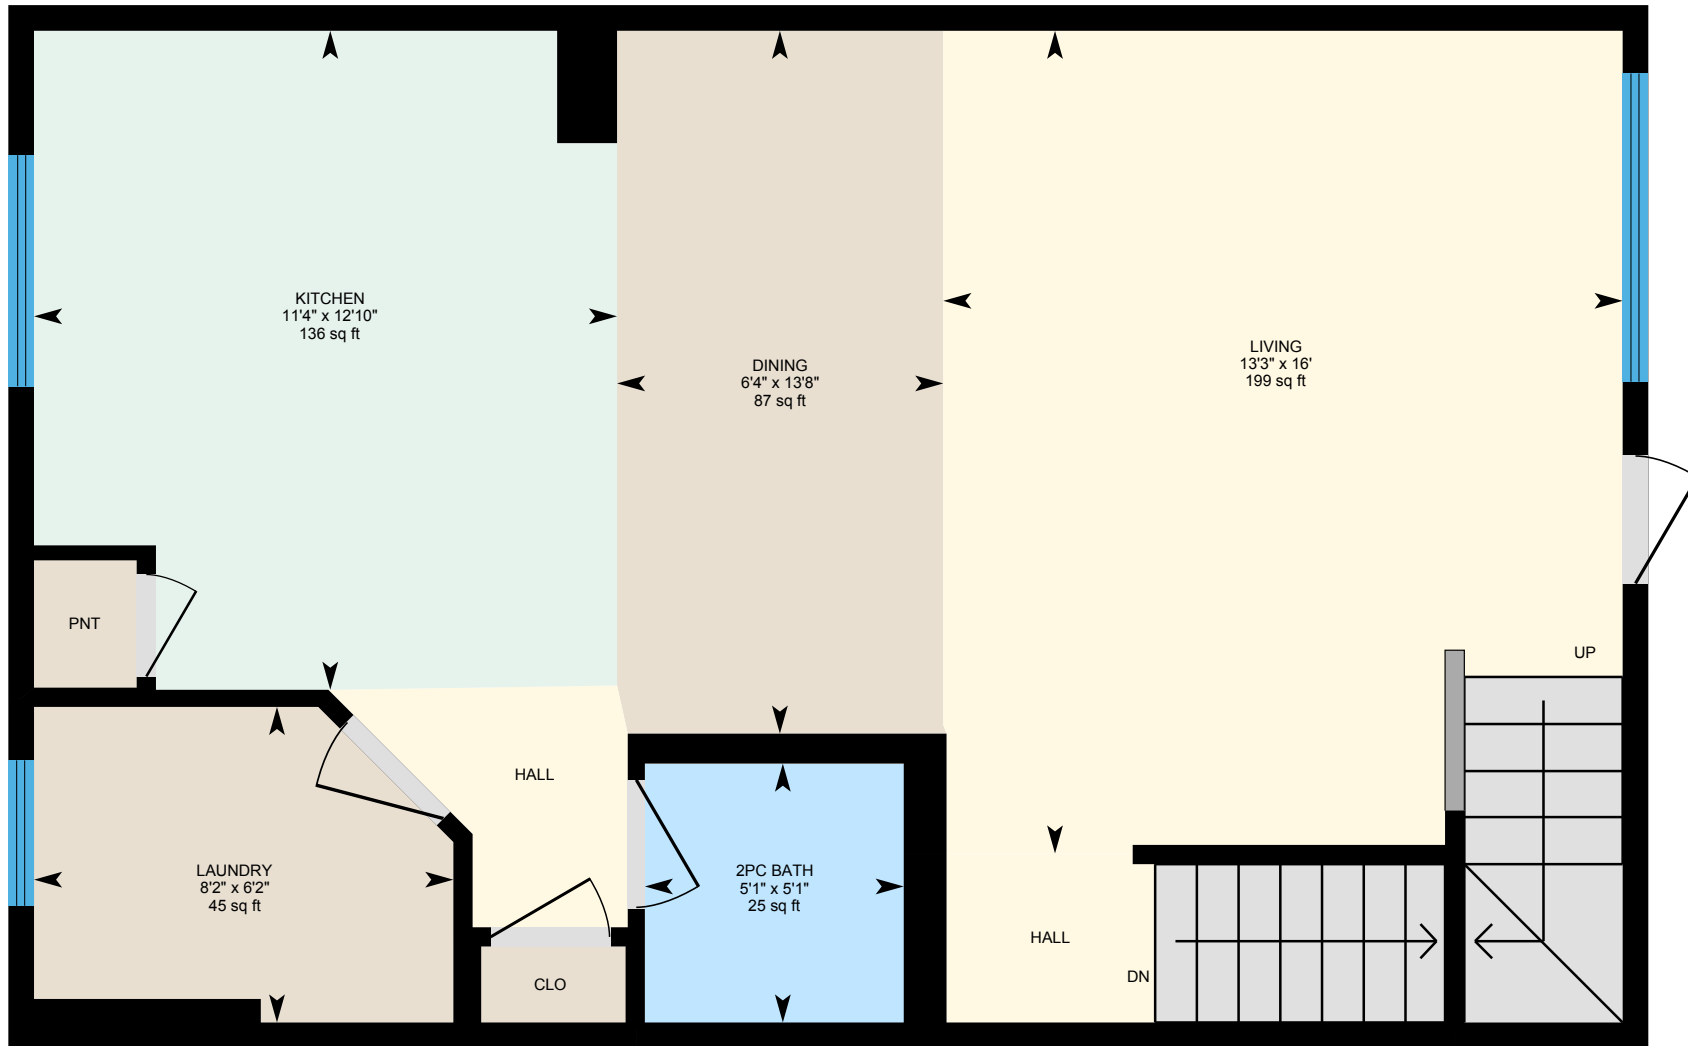 KITCHEN
11'4" x 12'10"
136 sq ft
DINING
6'4" x 13'8"
87 sq ft
LIVING
13'3" x 16'
199 sq ft
PNT
UP
HALL
LAUNDRY
8'2" x 6'2"
45 sq ft
2PC BATH
5'1" x 5'1"
25 sq ft
HALL
DN
CLO